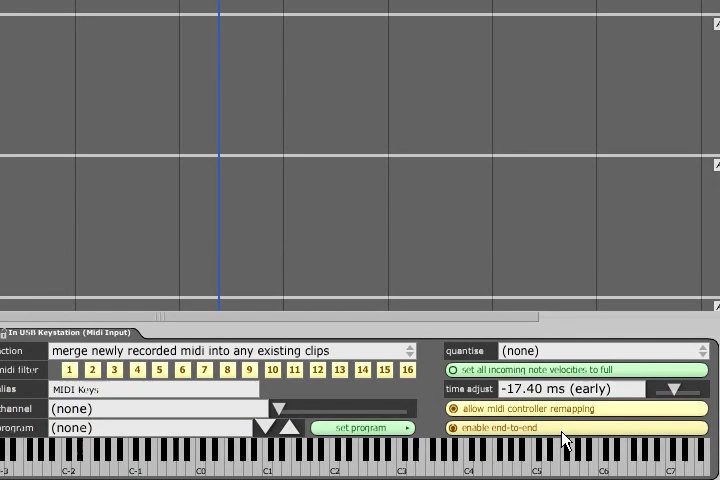 In USB Keystation (Midi Input)
ction merge newly recorded midi into any existing clips
midi filter 1 2 3 4 5 6 7 8 9 10 11 12 13 14 15 16
alias MIDI Keys
channel (none)
program (none) set program
quantise (none)
set all incoming note velocities to full
time adjust -17.40 ms (early)
allow midi controller remapping
enable end-to-end
-3 C-2 C-1 C0 C1 C2 C3 C4 C5 C6 C7